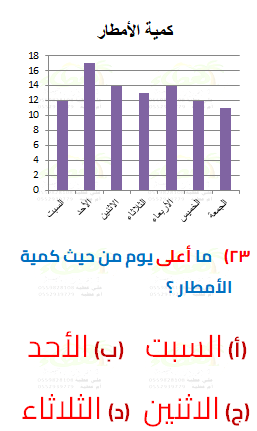 كمية الأمطار
18
16
14
12
10
8
6
4
2
0
السبت
الأحد
الاثنين
الثلاثاء
الأربعاء
الخميس
الجمعة
٢٣) ما أعلى يوم من حيث كمية
الأمطار ؟
(أ) السبت (ب) الأحد
(ج) الاثنين (د) الثلاثاء